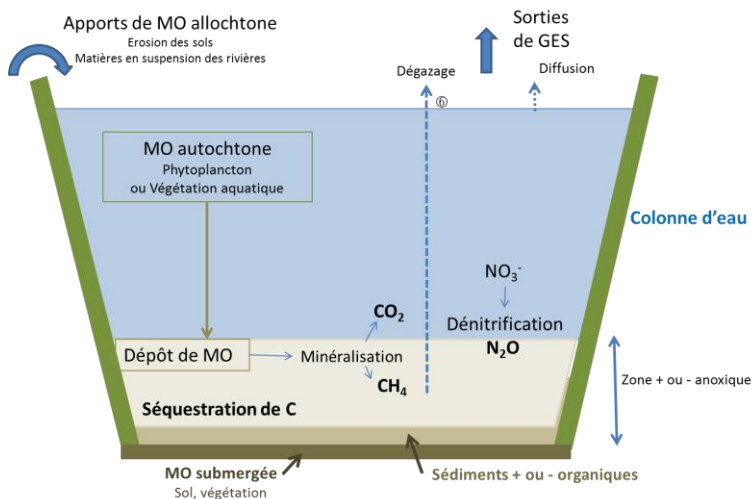 Apports de MO allochtone
Erosion des sols
Matières en suspension des rivières
Sorties
de GES
Dégazage
Diffusion
⑥
MO autochtone
Phytoplancton
ou Végétation aquatique
Colonne d'eau
NO₃⁻
CO₂
Dénitrification
N₂O
Dépôt de MO
Minéralisation
CH₄
Zone + ou - anoxique
Séquestration de C
MO submergée
Sol, végétation
Sédiments + ou - organiques